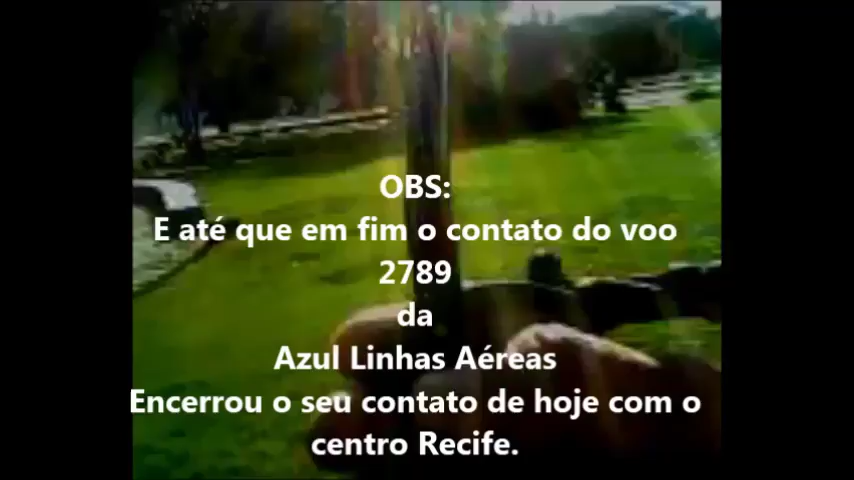 OBS:
E até que em fim o contato do voo
2789
da
Azul Linhas Aéreas
Encerrou o seu contato de hoje com o
centro Recife.